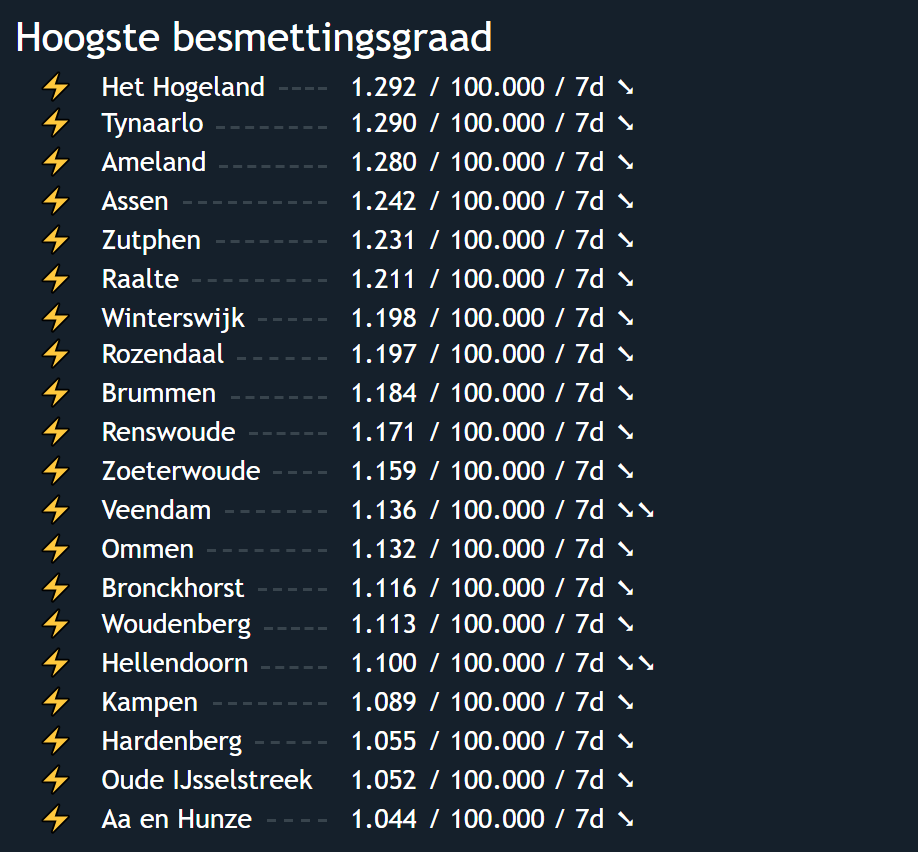 Hoogste besmettingsgraad
⚡ Het Hogeland ---- 1.292 / 100.000 / 7d ➘
⚡ Tynaarlo -------- 1.290 / 100.000 / 7d ➘
⚡ Ameland -------- 1.280 / 100.000 / 7d ➘
⚡ Assen ----------- 1.242 / 100.000 / 7d ➘
⚡ Zutphen -------- 1.231 / 100.000 / 7d ➘
⚡ Raalte ---------- 1.211 / 100.000 / 7d ➘
⚡ Winterswijk ----- 1.198 / 100.000 / 7d ➘
⚡ Rozendaal ------- 1.197 / 100.000 / 7d ➘
⚡ Brummen ------- 1.184 / 100.000 / 7d ➘
⚡ Renswoude ------ 1.171 / 100.000 / 7d ➘
⚡ Zoeterwoude ---- 1.159 / 100.000 / 7d ➘
⚡ Veendam ------- 1.136 / 100.000 / 7d ➘➘
⚡ Ommen --------- 1.132 / 100.000 / 7d ➘
⚡ Bronckhorst ----- 1.116 / 100.000 / 7d ➘
⚡ Woudenberg ----- 1.113 / 100.000 / 7d ➘
⚡ Hellendoorn ----- 1.100 / 100.000 / 7d ➘➘
⚡ Kampen -------- 1.089 / 100.000 / 7d ➘
⚡ Hardenberg ----- 1.055 / 100.000 / 7d ➘
⚡ Oude IJsselstreek 1.052 / 100.000 / 7d ➘
⚡ Aa en Hunze ---- 1.044 / 100.000 / 7d ➘